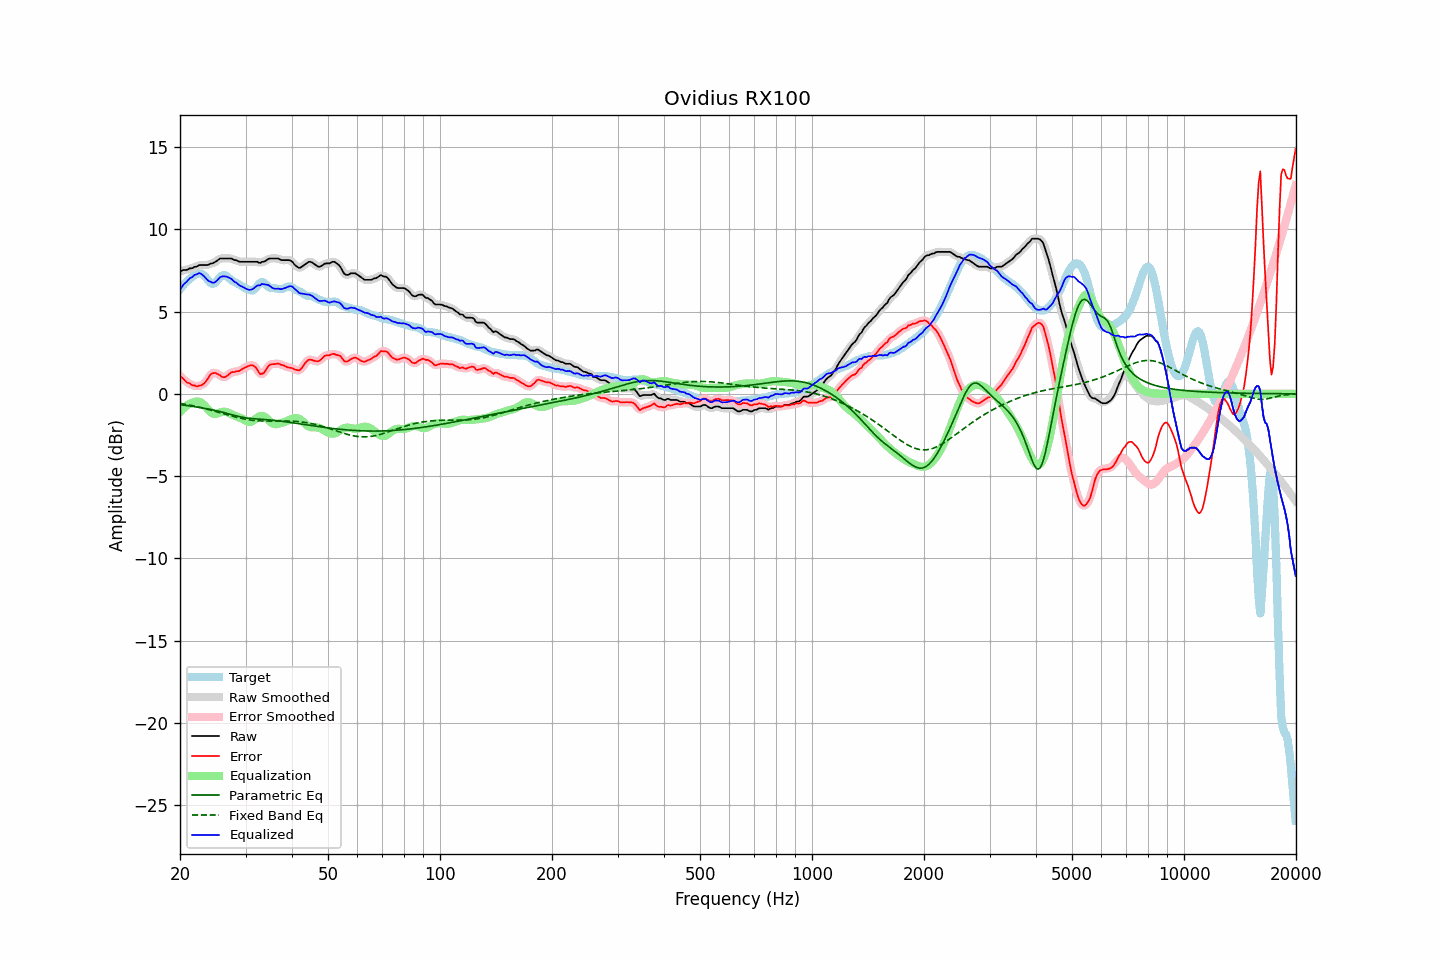 Ovidius RX100
Amplitude (dBr)
15
10
5
0
−5
−10
−15
−20
−25
Target
Raw Smoothed
Error Smoothed
Raw
Error
Equalization
Parametric Eq
Fixed Band Eq
Equalized
20 50 100 200 500 1000 2000 5000 10000 20000
Frequency (Hz)